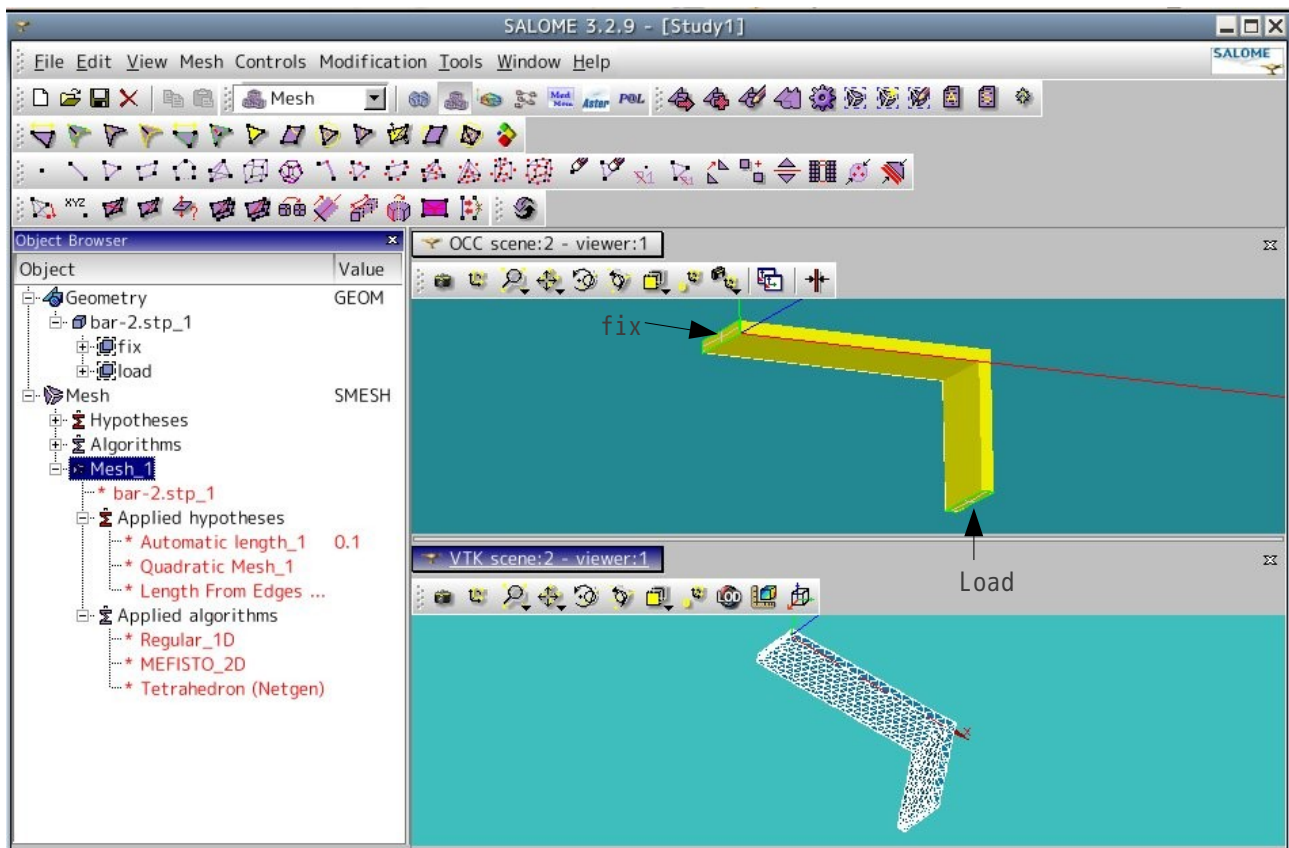 SALOME 3.2.9 - [Study1]
File Edit View Mesh Controls Modification Tools Window Help
SALOME
Mesh
Med
Aster POL
XYZ
Object Browser
Object Value
Geometry GEOM
bar-2.stp_1
fix
load
Mesh SMESH
Hypotheses
Algorithms
Mesh_1
* bar-2.stp_1
Applied hypotheses
* Automatic length_1 0.1
* Quadratic Mesh_1
* Length From Edges ...
Applied algorithms
* Regular_1D
* MEFISTO_2D
* Tetrahedron (Netgen)
OCC scene:2 - viewer:1
fix
Load
VTK scene:2 - viewer:1
LOD
X